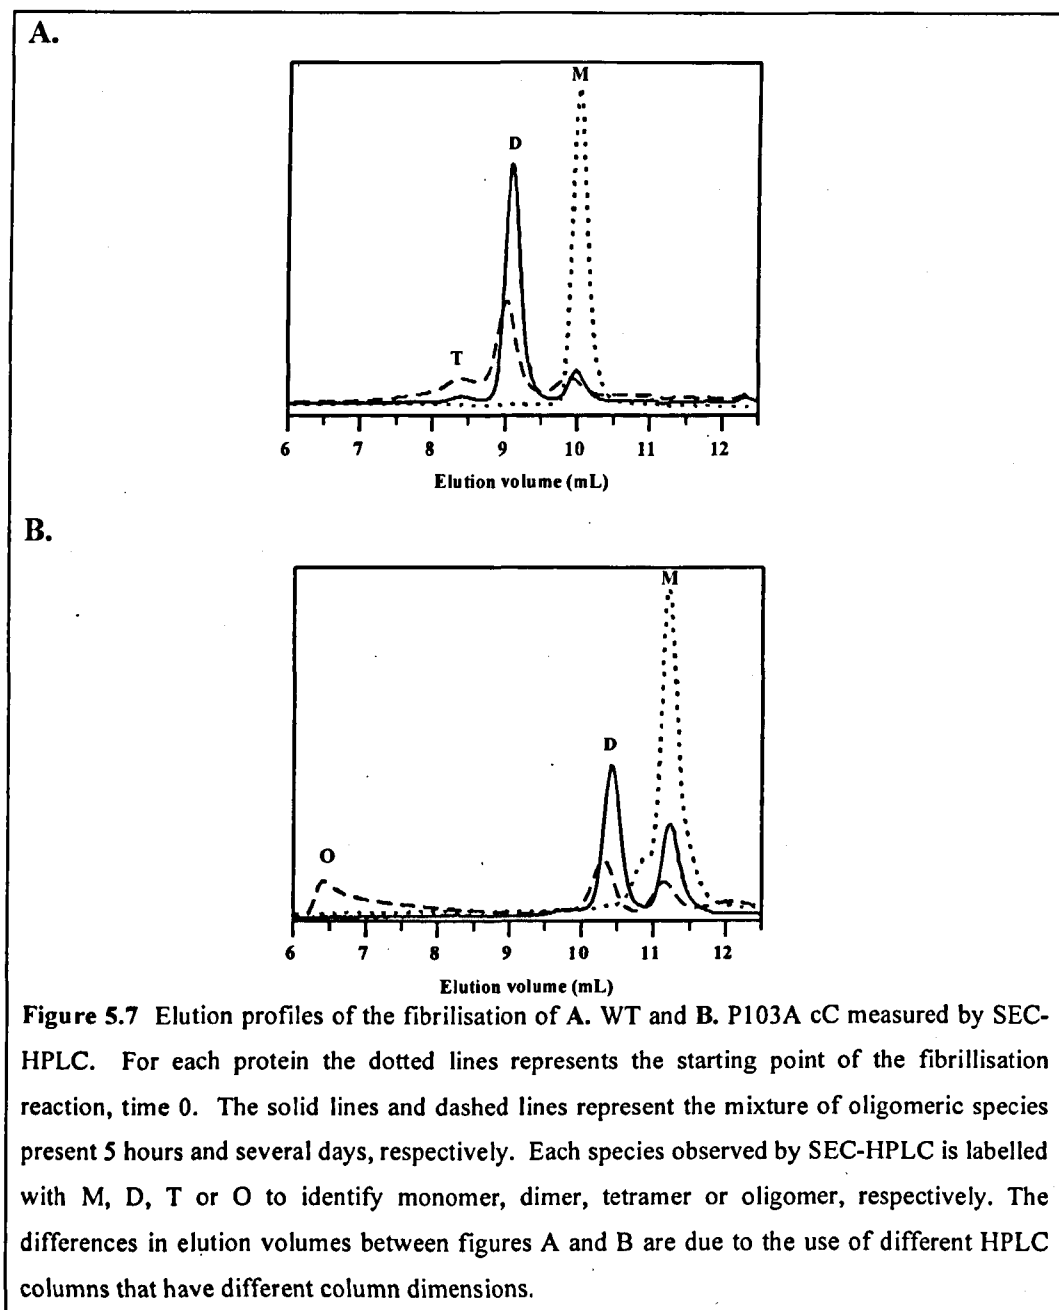 A.
M
D
T
6 7 8 9 10 11 12
Elution volume (mL)
B.
M
D
O
6 7 8 9 10 11 12
Elution volume (mL)
Figure 5.7 Elution profiles of the fibrilisation of A. WT and B. P103A cC measured by SEC-
HPLC. For each protein the dotted lines represents the starting point of the fibrillisation
reaction, time 0. The solid lines and dashed lines represent the mixture of oligomeric species
present 5 hours and several days, respectively. Each species observed by SEC-HPLC is labelled
with M, D, T or O to identify monomer, dimer, tetramer or oligomer, respectively. The
differences in elution volumes between figures A and B are due to the use of different HPLC
columns that have different column dimensions.